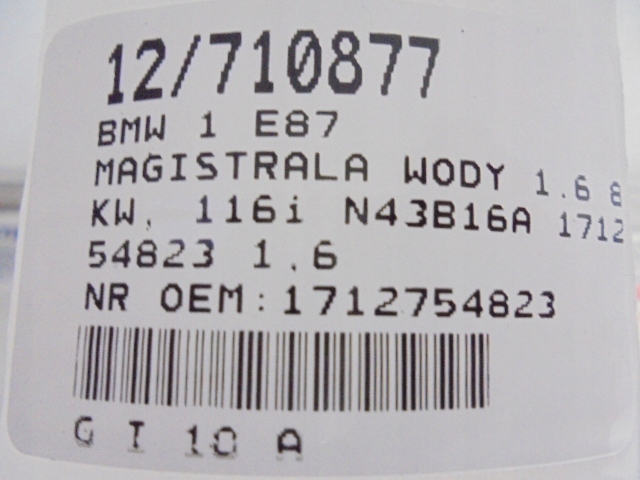 12/710877
BMW 1 E87
MAGISTRALA WODY 1.6 8
KW, 116i N43B16A 1712
54823 1.6
NR OEM:1712754823
G I 10 A